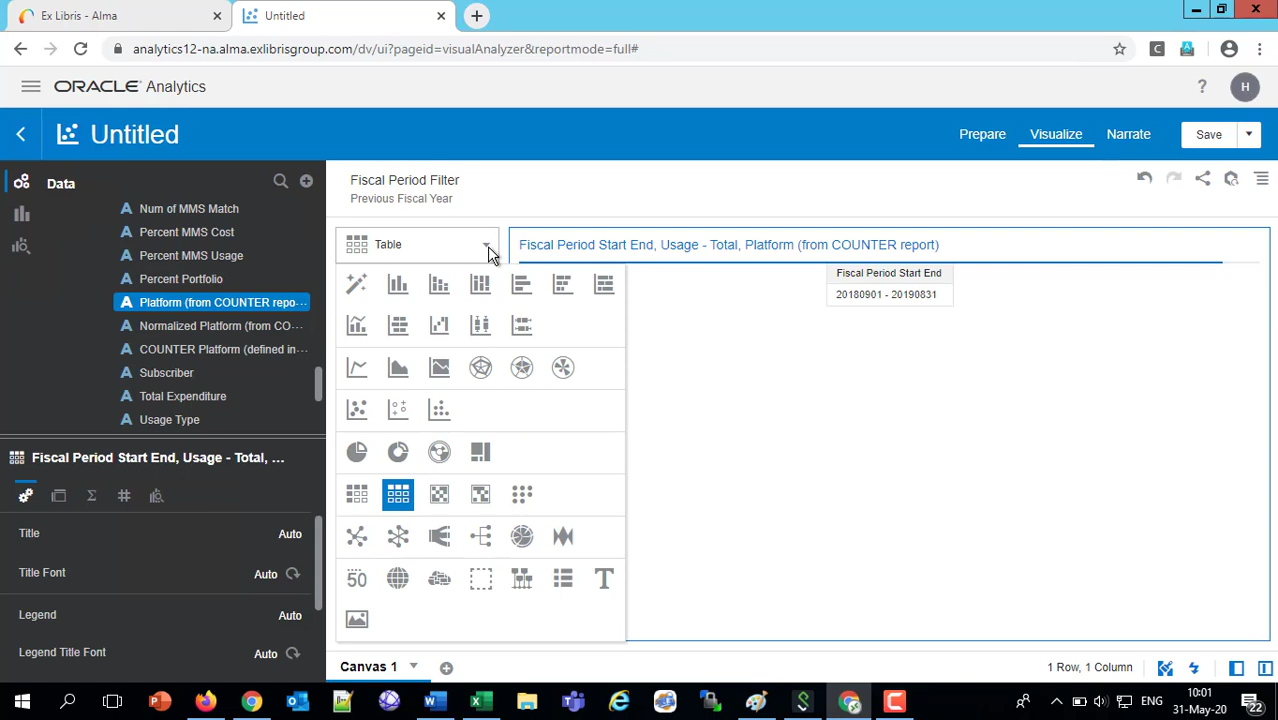 Ex Libris - Alma
Untitled
analytics12-na.alma.exlibrisgroup.com/dv/ui?pageid=visualAnalyzer&reportmode=full#
ORACLE Analytics
? H
Untitled
Prepare Visualize Narrate Save
Data
A Num of MMS Match
A Percent MMS Cost
A Percent MMS Usage
A Percent Portfolio
A Platform (from COUNTER repo...
A Normalized Platform (from CO...
A COUNTER Platform (defined in...
A Subscriber
A Total Expenditure
A Usage Type
Fiscal Period Start End, Usage - Total, ...
Title Auto
Title Font Auto
Legend Auto
Legend Title Font Auto
Fiscal Period Filter
Previous Fiscal Year
Table
Fiscal Period Start End, Usage - Total, Platform (from COUNTER report)
Fiscal Period Start End
20180901 - 20190831
50 T
Canvas 1
1 Row, 1 Column
ENG
10:01
31-May-20
22